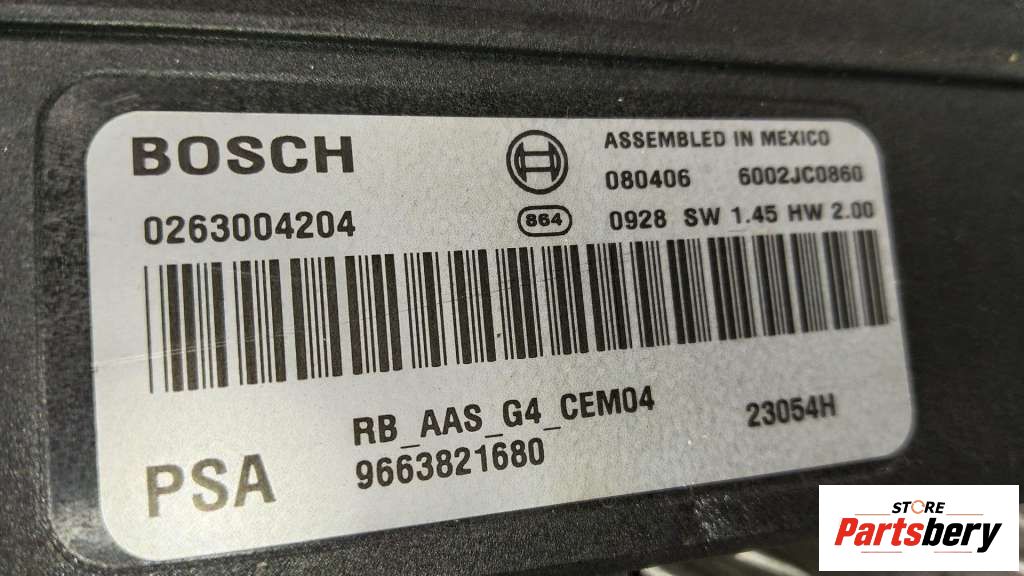 BOSCH
ASSEMBLED IN MEXICO
080406 6002JC0860
0263004204
864
0928 SW 1.45 HW 2.00
RB_AAS_G4_CEM04
23054H
9663821680
PSA
STORE
Partsbery